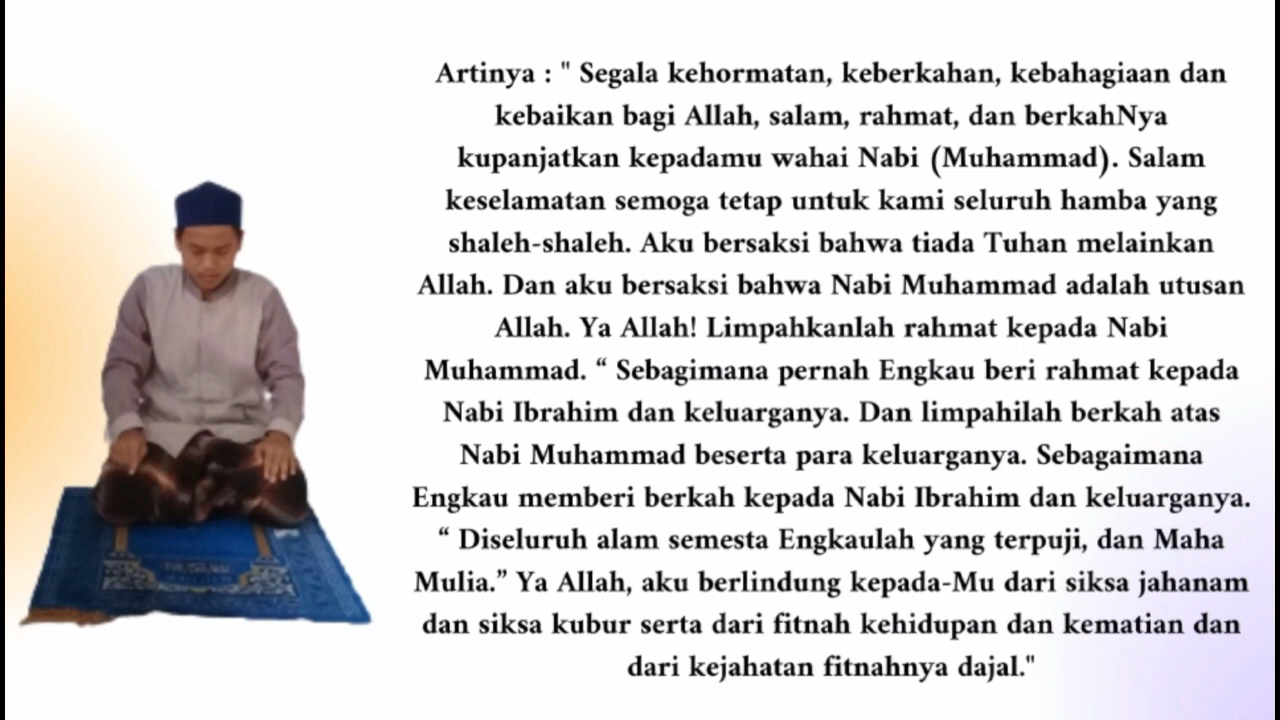 Artinya : " Segala kehormatan, keberkahan, kebahagiaan dan
kebaikan bagi Allah, salam, rahmat, dan berkahNya
kupanjatkan kepadamu wahai Nabi (Muhammad). Salam
keselamatan semoga tetap untuk kami seluruh hamba yang
shaleh-shaleh. Aku bersaksi bahwa tiada Tuhan melainkan
Allah. Dan aku bersaksi bahwa Nabi Muhammad adalah utusan
Allah. Ya Allah! Limpahkanlah rahmat kepada Nabi
Muhammad. “ Sebagimana pernah Engkau beri rahmat kepada
Nabi Ibrahim dan keluarganya. Dan limpahilah berkah atas
Nabi Muhammad beserta para keluarganya. Sebagaimana
Engkau memberi berkah kepada Nabi Ibrahim dan keluarganya.
“ Diseluruh alam semesta Engkaulah yang terpuji, dan Maha
Mulia.” Ya Allah, aku berlindung kepada-Mu dari siksa jahanam
dan siksa kubur serta dari fitnah kehidupan dan kematian dan
dari kejahatan fitnahnya dajal."